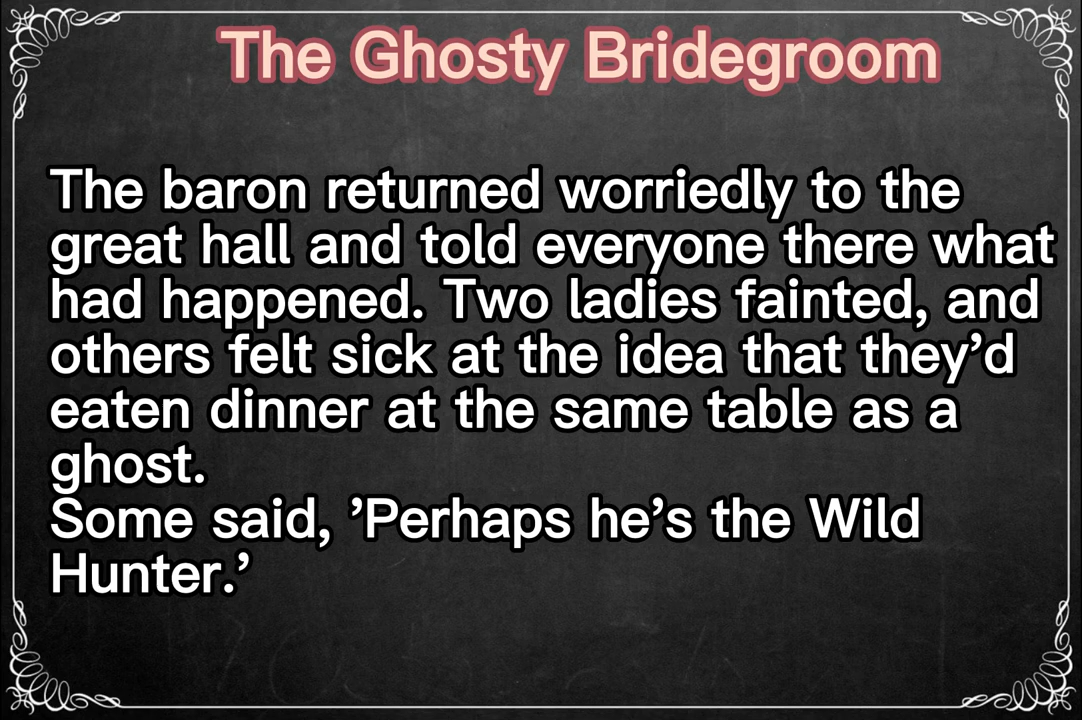 The Ghosty Bridegroom
The baron returned worriedly to the
great hall and told everyone there what
had happened. Two ladies fainted, and
others felt sick at the idea that they’d
eaten dinner at the same table as a
ghost.
Some said, ’Perhaps he’s the Wild
Hunter.’